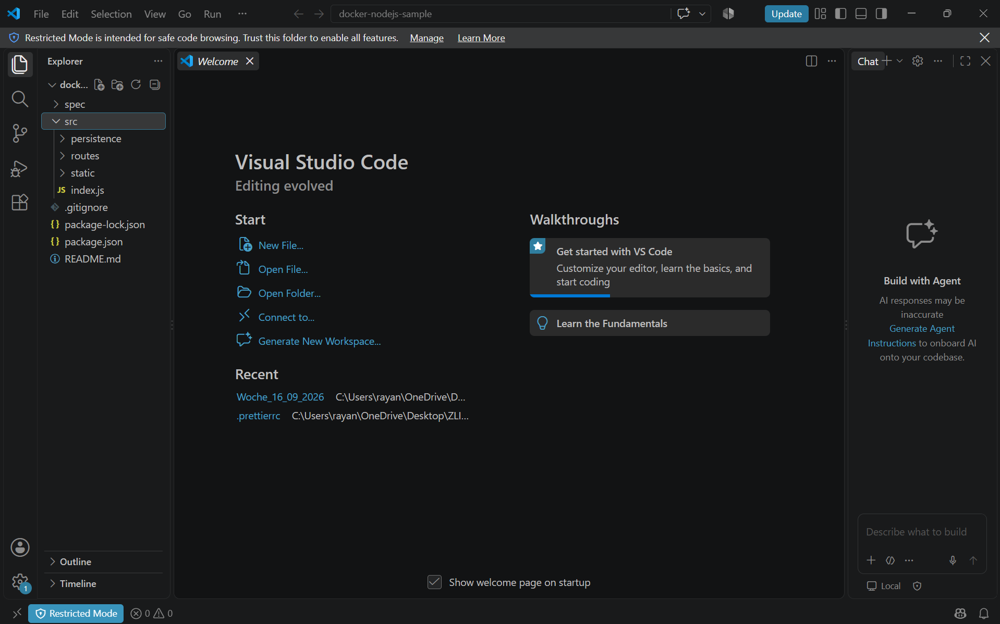 File Edit Selection View Go Run ··· docker-nodejs-sample Update
Restricted Mode is intended for safe code browsing. Trust this folder to enable all features. Manage Learn More
Explorer
dock...
spec
src
persistence
routes
static
JS index.js
.gitignore
{} package-lock.json
{} package.json
README.md
Outline
Timeline
1
Welcome
Visual Studio Code
Editing evolved
Start
New File...
Open File...
Open Folder...
Connect to...
Generate New Workspace...
Recent
Woche_16_09_2026 C:\Users\rayan\OneDrive\D...
.prettierrc C:\Users\rayan\OneDrive\Desktop\ZLI...
Walkthroughs
Get started with VS Code
Customize your editor, learn the basics, and
start coding
Learn the Fundamentals
Show welcome page on startup
Chat
Build with Agent
AI responses may be
inaccurate
Generate Agent
Instructions to onboard AI
onto your codebase.
Describe what to build
Local
Restricted Mode 0 0